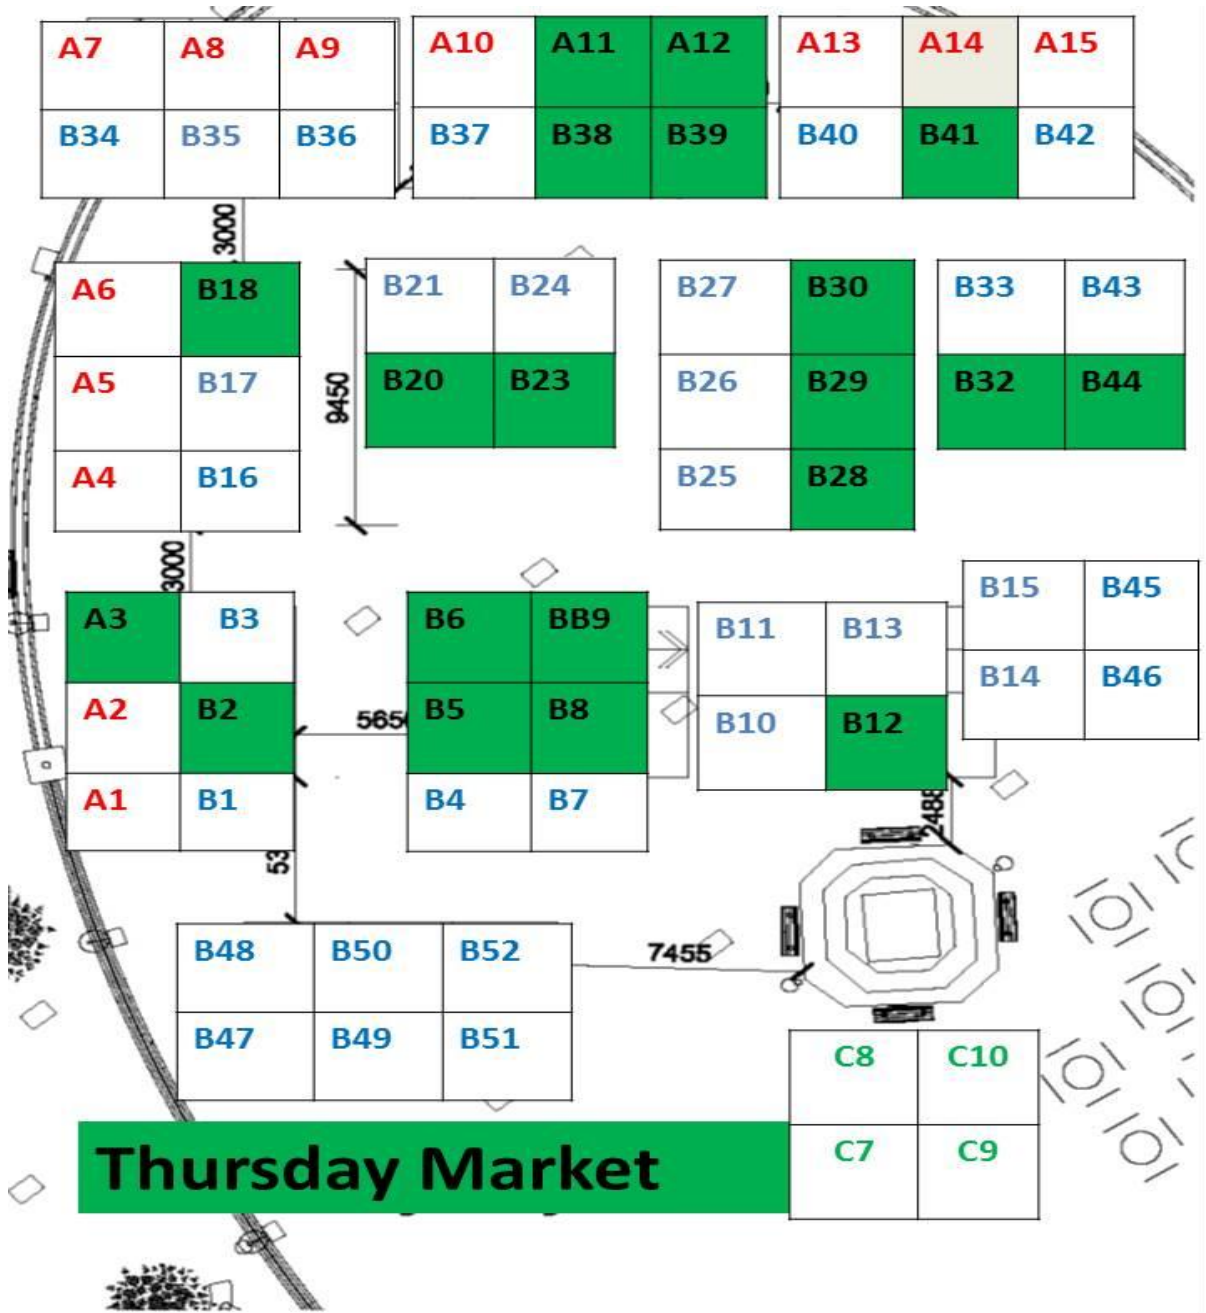 A7 A8 A9 A10 A11 A12 A13 A14 A15
B34 B35 B36 B37 B38 B39 B40 B41 B42
3000
A6 B18 B21 B24 B27 B30 B33 B43
A5 B17 B20 B23 B26 B29 B32 B44
9450
A4 B16 B25 B28
3000
A3 B3 B6 BB9 B11 B13 B15 B45
A2 B2 5650 B5 B8 B10 B12 B14 B46
A1 B1 B4 B7
2488
53
B48 B50 B52 7455
B47 B49 B51 C8 C10
C7 C9
Thursday Market